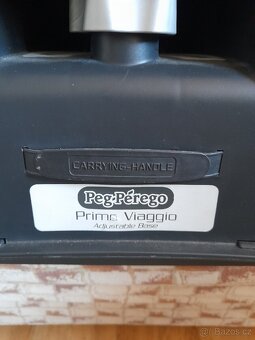 CARRYING-HANDLE
Peg-Pérego
Primo Viaggio
Adjustable Base
Bazos.cz